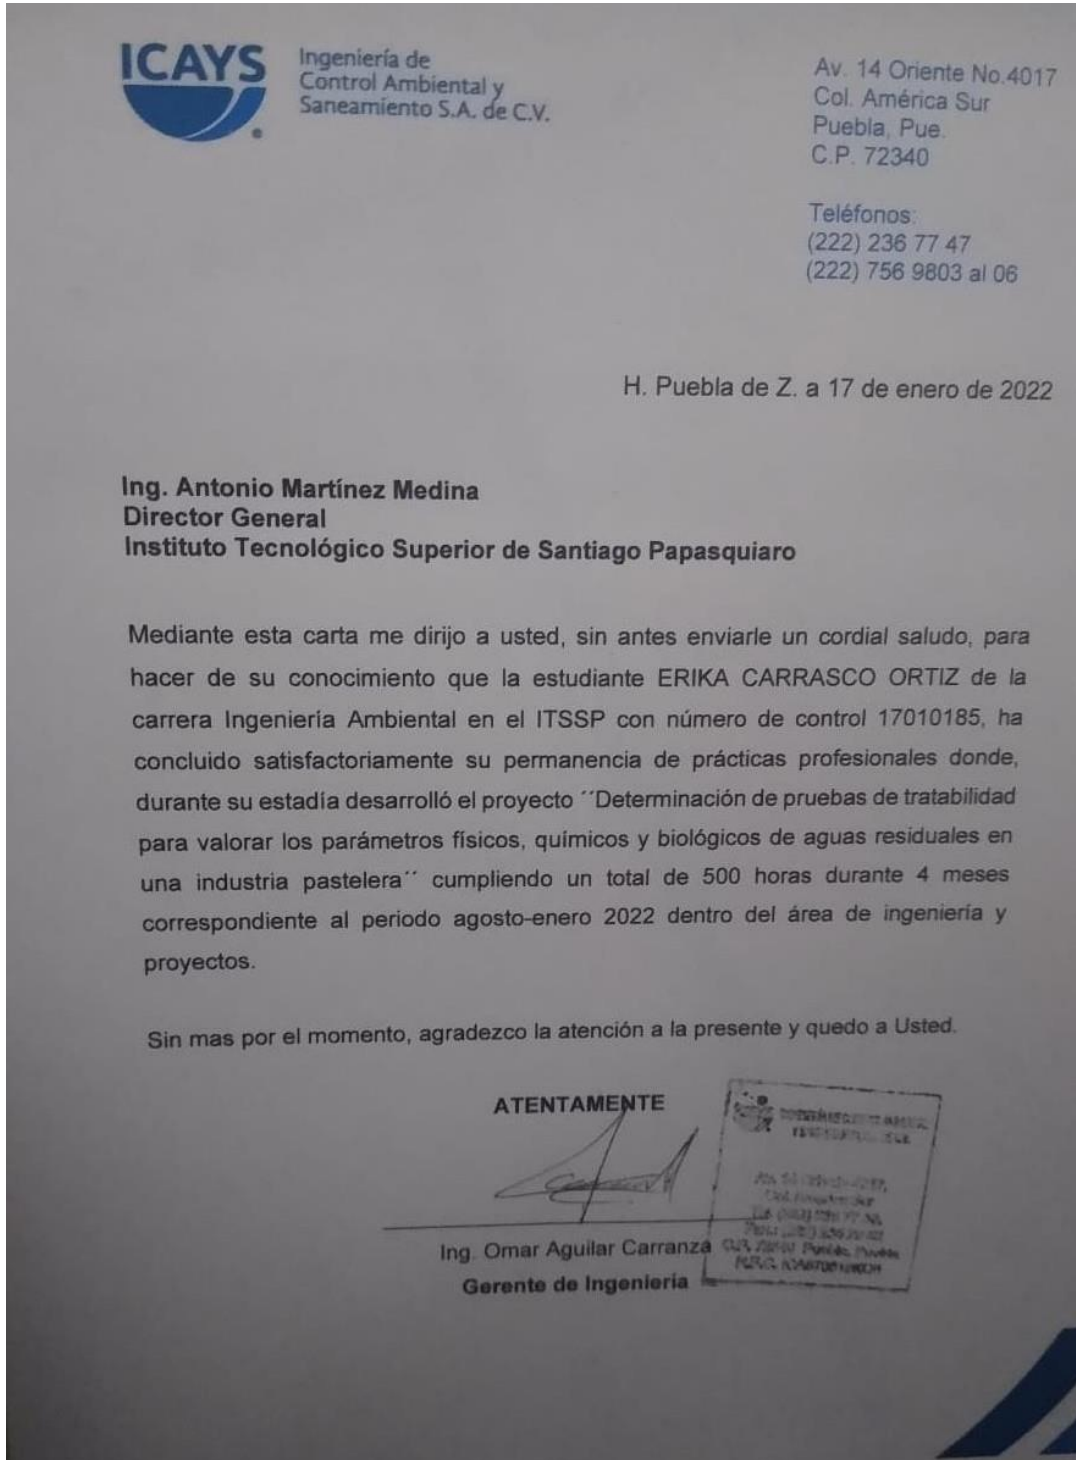 ICAYS
Ingeniería de
Control Ambiental y
Saneamiento S.A. de C.V.
Av. 14 Oriente No.4017
Col. América Sur
Puebla, Pue.
C.P. 72340
Teléfonos:
(222) 236 77 47
(222) 756 9803 al 06
H. Puebla de Z. a 17 de enero de 2022
Ing. Antonio Martínez Medina
Director General
Instituto Tecnológico Superior de Santiago Papasquiaro
Mediante esta carta me dirijo a usted, sin antes enviarle un cordial saludo, para
hacer de su conocimiento que la estudiante ERIKA CARRASCO ORTIZ de la
carrera Ingeniería Ambiental en el ITSSP con número de control 17010185, ha
concluido satisfactoriamente su permanencia de prácticas profesionales donde,
durante su estadía desarrolló el proyecto ´´Determinación de pruebas de tratabilidad
para valorar los parámetros físicos, químicos y biológicos de aguas residuales en
una industria pastelera´´ cumpliendo un total de 500 horas durante 4 meses
correspondiente al periodo agosto-enero 2022 dentro del área de ingeniería y
proyectos.
Sin mas por el momento, agradezco la atención a la presente y quedo a Usted.
ATENTAMENTE
Ing. Omar Aguilar Carranza
Gerente de Ingeniería
Puebla, Puebla